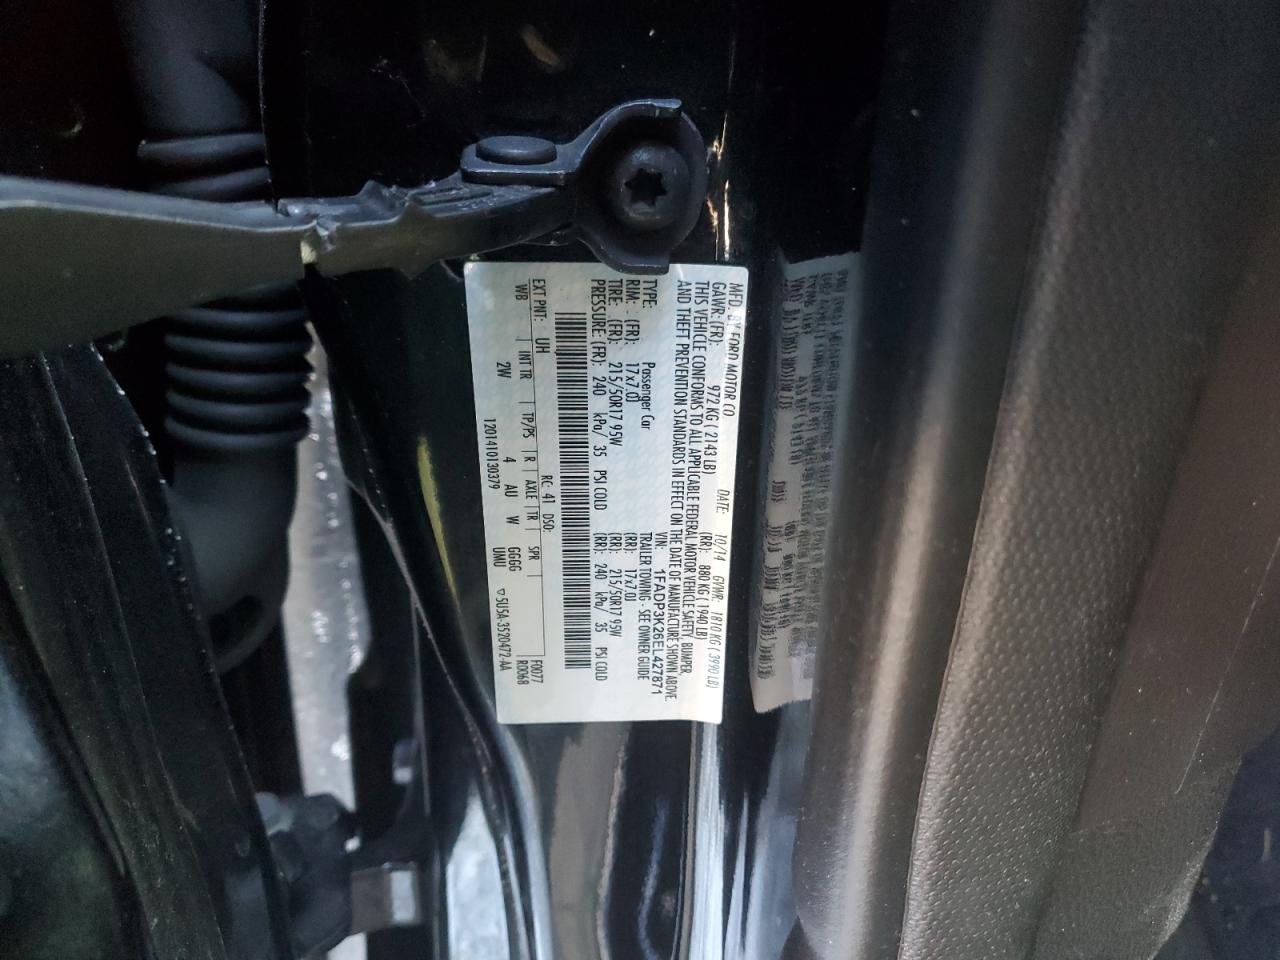 MFD. BY FORD MOTOR CO.
DATE: 10/14 GVWR: 1810 KG ( 3990 LB)
GAWR: (FR): 972 KG ( 2143 LB) (RR): 880 KG ( 1940 LB)
THIS VEHICLE CONFORMS TO ALL APPLICABLE FEDERAL MOTOR VEHICLE SAFETY, BUMPER,
AND THEFT PREVENTION STANDARDS IN EFFECT ON THE DATE OF MANUFACTURE SHOWN ABOVE.
VIN: 1FADP3K26EL427871
TYPE: Passenger Car TRAILER TOWING - SEE OWNER GUIDE
RIM: (FR): 17x7.0J (RR): 17x7.0J
TIRE: (FR): 215/50R17 95W (RR): 215/50R17 95W
PRESSURE: (FR): 240 kPa/ 35 PSI COLD (RR): 240 kPa/ 35 PSI COLD
EXT PNT: UH RC: 41 DSO: F0077
WB INT TR TP/PS R AXLE TR SPR R0068
2W 4 AU W GGGG
UMU
1201410130379 ▽ 5U5A-3520472-AA